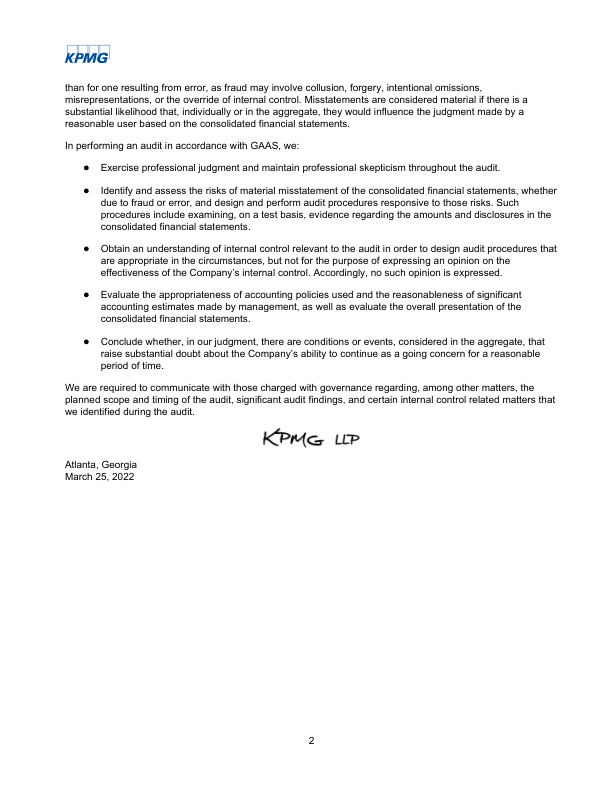 KPMG
than for one resulting from error, as fraud may involve collusion, forgery, intentional omissions,
misrepresentations, or the override of internal control. Misstatements are considered material if there is a
substantial likelihood that, individually or in the aggregate, they would influence the judgment made by a
reasonable user based on the consolidated financial statements.
In performing an audit in accordance with GAAS, we:
● Exercise professional judgment and maintain professional skepticism throughout the audit.
● Identify and assess the risks of material misstatement of the consolidated financial statements, whether
due to fraud or error, and design and perform audit procedures responsive to those risks. Such
procedures include examining, on a test basis, evidence regarding the amounts and disclosures in the
consolidated financial statements.
● Obtain an understanding of internal control relevant to the audit in order to design audit procedures that
are appropriate in the circumstances, but not for the purpose of expressing an opinion on the
effectiveness of the Company's internal control. Accordingly, no such opinion is expressed.
● Evaluate the appropriateness of accounting policies used and the reasonableness of significant
accounting estimates made by management, as well as evaluate the overall presentation of the
consolidated financial statements.
● Conclude whether, in our judgment, there are conditions or events, considered in the aggregate, that
raise substantial doubt about the Company's ability to continue as a going concern for a reasonable
period of time.
We are required to communicate with those charged with governance regarding, among other matters, the
planned scope and timing of the audit, significant audit findings, and certain internal control related matters that
we identified during the audit.
KPMG LLP
Atlanta, Georgia
March 25, 2022
2